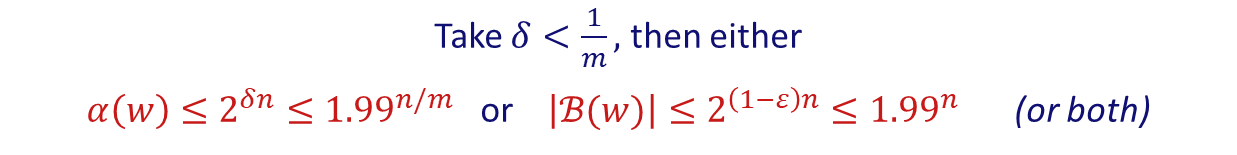 Take δ < 1/m, then either
α(w) ≤ 2^{δn} ≤ 1.99^{n/m} or |ℬ(w)| ≤ 2^{(1−ε)n} ≤ 1.99^n (or both)